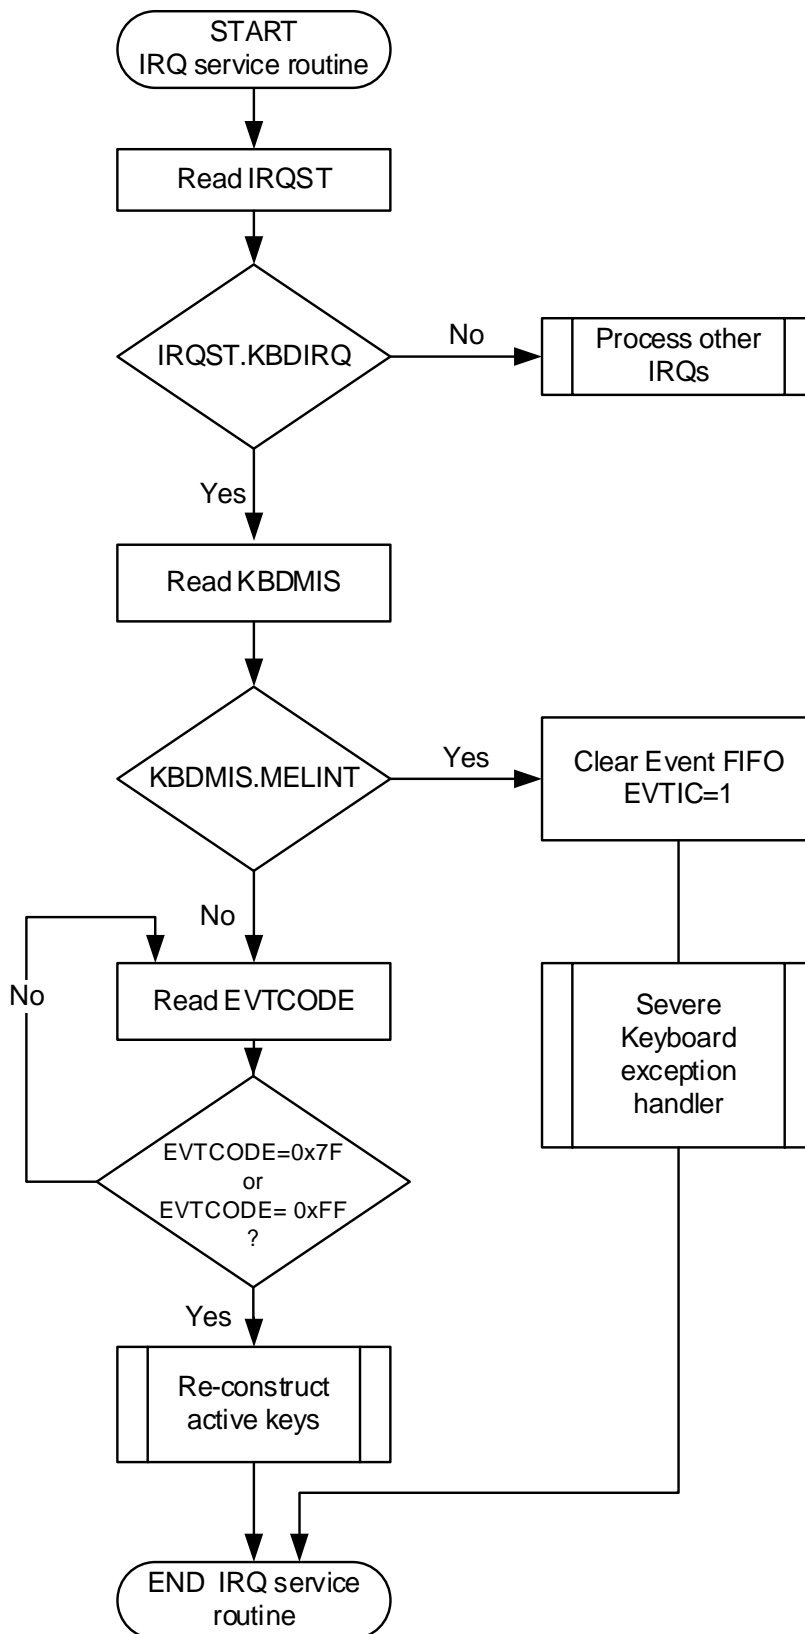 START
IRQ service routine
Read IRQST
IRQST.KBDIRQ
No
Process other
IRQs
Yes
Read KBDMIS
KBDMIS.MELINT
Yes
Clear Event FIFO
EVTIC=1
No
No
Read EVTCODE
Severe
Keyboard
exception
handler
EVTCODE=0x7F
or
EVTCODE= 0xFF
?
Yes
Re-construct
active keys
END IRQ service
routine